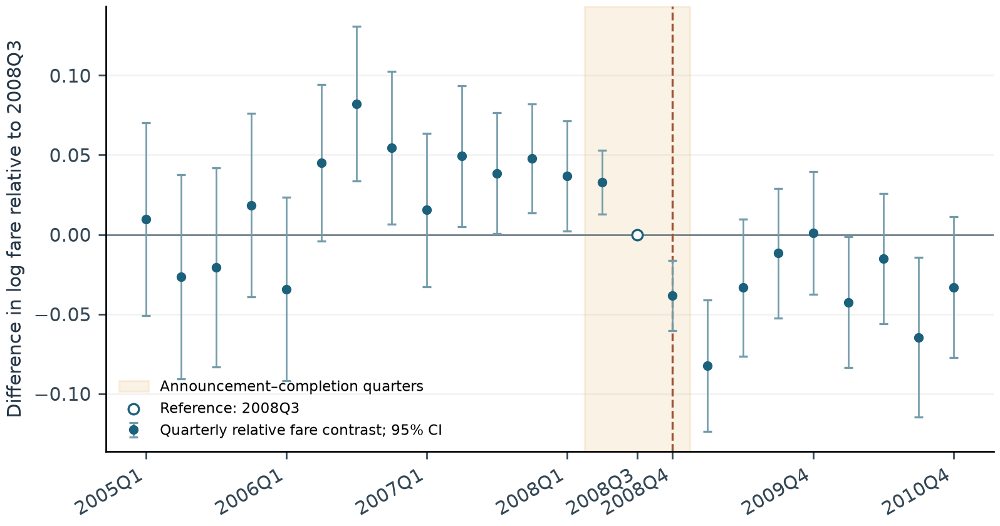 Difference in log fare relative to 2008Q3
0.10
0.05
0.00
−0.05
−0.10
Announcement–completion quarters
Reference: 2008Q3
Quarterly relative fare contrast; 95% CI
2005Q1
2006Q1
2007Q1
2008Q1
2008Q3
2008Q4
2009Q4
2010Q4